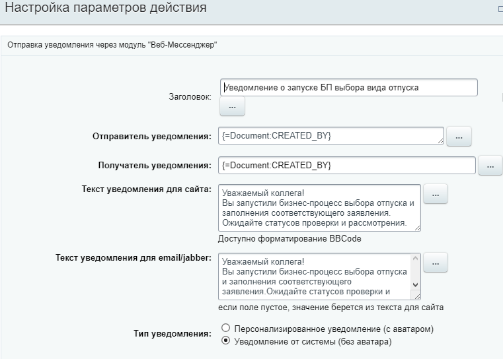 Настройка параметров действия
Отправка уведомления через модуль "Веб-Мессенджер"
Заголовок: Уведомление о запуске БП выбора вида отпуска
...
Отправитель уведомления: {=Document:CREATED_BY} ...
Получатель уведомления: {=Document:CREATED_BY} ...
Текст уведомления для сайта: Уважаемый коллега! ...
Вы запустили бизнес-процесс выбора отпуска и
заполнения соответствующего заявления.
Ожидайте статусов проверки и рассмотрения.
Доступно форматирование BBCode
Текст уведомления для email/jabber: Уважаемый коллега! ...
Вы запустили бизнес-процесс выбора отпуска
и заполнения соответствующего
заявления.Ожидайте статусов проверки и
если поле пустое, значение берется из текста для сайта
Тип уведомления: Персонализированное уведомление (с аватаром)
Уведомление от системы (без аватара)